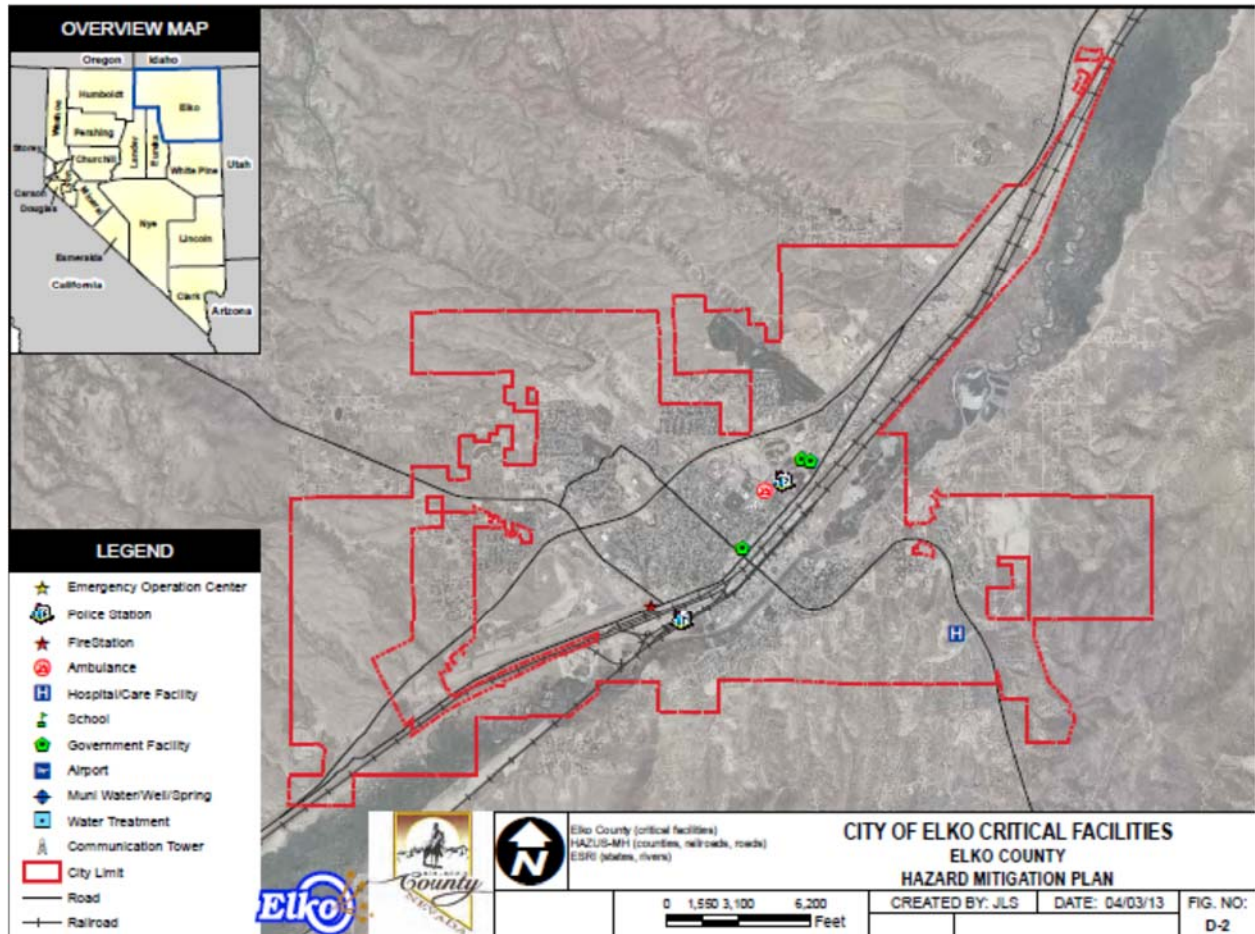 OVERVIEW MAP
Oregon Idaho
Humboldt
Elko
Washoe
Pershing
Lander
Eureka
Storey
Churchill
White Pine
Utah
Carson
Douglas
Mineral
Nye
Lincoln
Esmeralda
California
Clark
Arizona
LEGEND
Emergency Operation Center
Police Station
FireStation
Ambulance
H Hospital/Care Facility
School
Government Facility
Airport
Muni Water/Well/Spring
Water Treatment
Communication Tower
City Limit
Road
Railroad
H
Elko
County
NEVADA
N
Elko County (critical facilities)
HAZUS-MH (counties, railroads, roads)
ESRI (states, rivers)
CITY OF ELKO CRITICAL FACILITIES
ELKO COUNTY
HAZARD MITIGATION PLAN
0 1,550 3,100 6,200
Feet
CREATED BY: JLS
DATE: 04/03/13
FIG. NO:
D-2